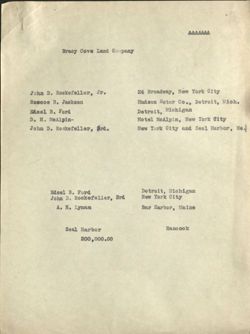 AAAAAAA
Bracy Cove Land Company
John D. Rockefeller, Jr. 26 Broadway, New York City
Roscoe B. Jackson Hudson Motor Co., Detroit, Mich.
Edsel B. Ford Detroit, Michigan
D. H. McAlpin Hotel McAlpin, New York City
John D. Rockefeller, 3rd. New York City and Seal Harbor, Me.
Edsel B. Ford Detroit, Michigan
John D. Rockefeller, 3rd New York City
A. H. Lynam Bar Harbor, Maine
Seal Harbor Hancock
200,000.00